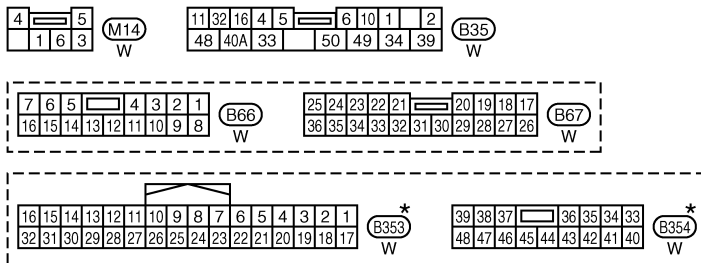 4 5
1 6 3
M14
W
11 32 16 4 5 6 10 1 2
48 40A 33 50 49 34 39
B35
W
7 6 5 4 3 2 1
16 15 14 13 12 11 10 9 8
B66
W
25 24 23 22 21 20 19 18 17
36 35 34 33 32 31 30 29 28 27 26
B67
W
16 15 14 13 12 11 10 9 8 7 6 5 4 3 2 1
32 31 30 29 28 27 26 25 24 23 22 21 20 19 18 17
*
B353
W
39 38 37 36 35 34 33
48 47 46 45 44 43 42 41 40
*
B354
W